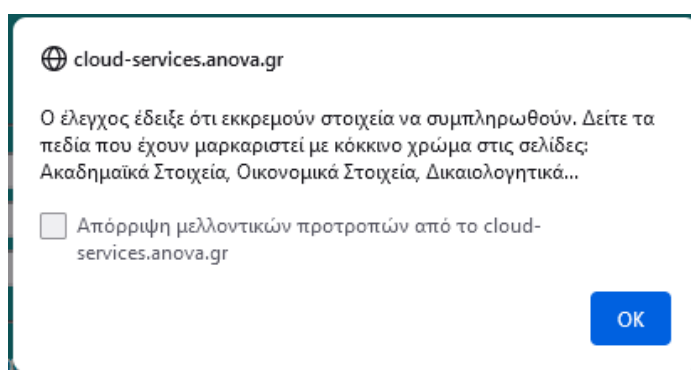 cloud-services.anova.gr
Ο έλεγχος έδειξε ότι εκκρεμούν στοιχεία να συμπληρωθούν. Δείτε τα
πεδία που έχουν μαρκαριστεί με κόκκινο χρώμα στις σελίδες:
Ακαδημαϊκά Στοιχεία, Οικονομικά Στοιχεία, Δικαιολογητικά...
Απόρριψη μελλοντικών προτροπών από το cloud-
services.anova.gr
OK